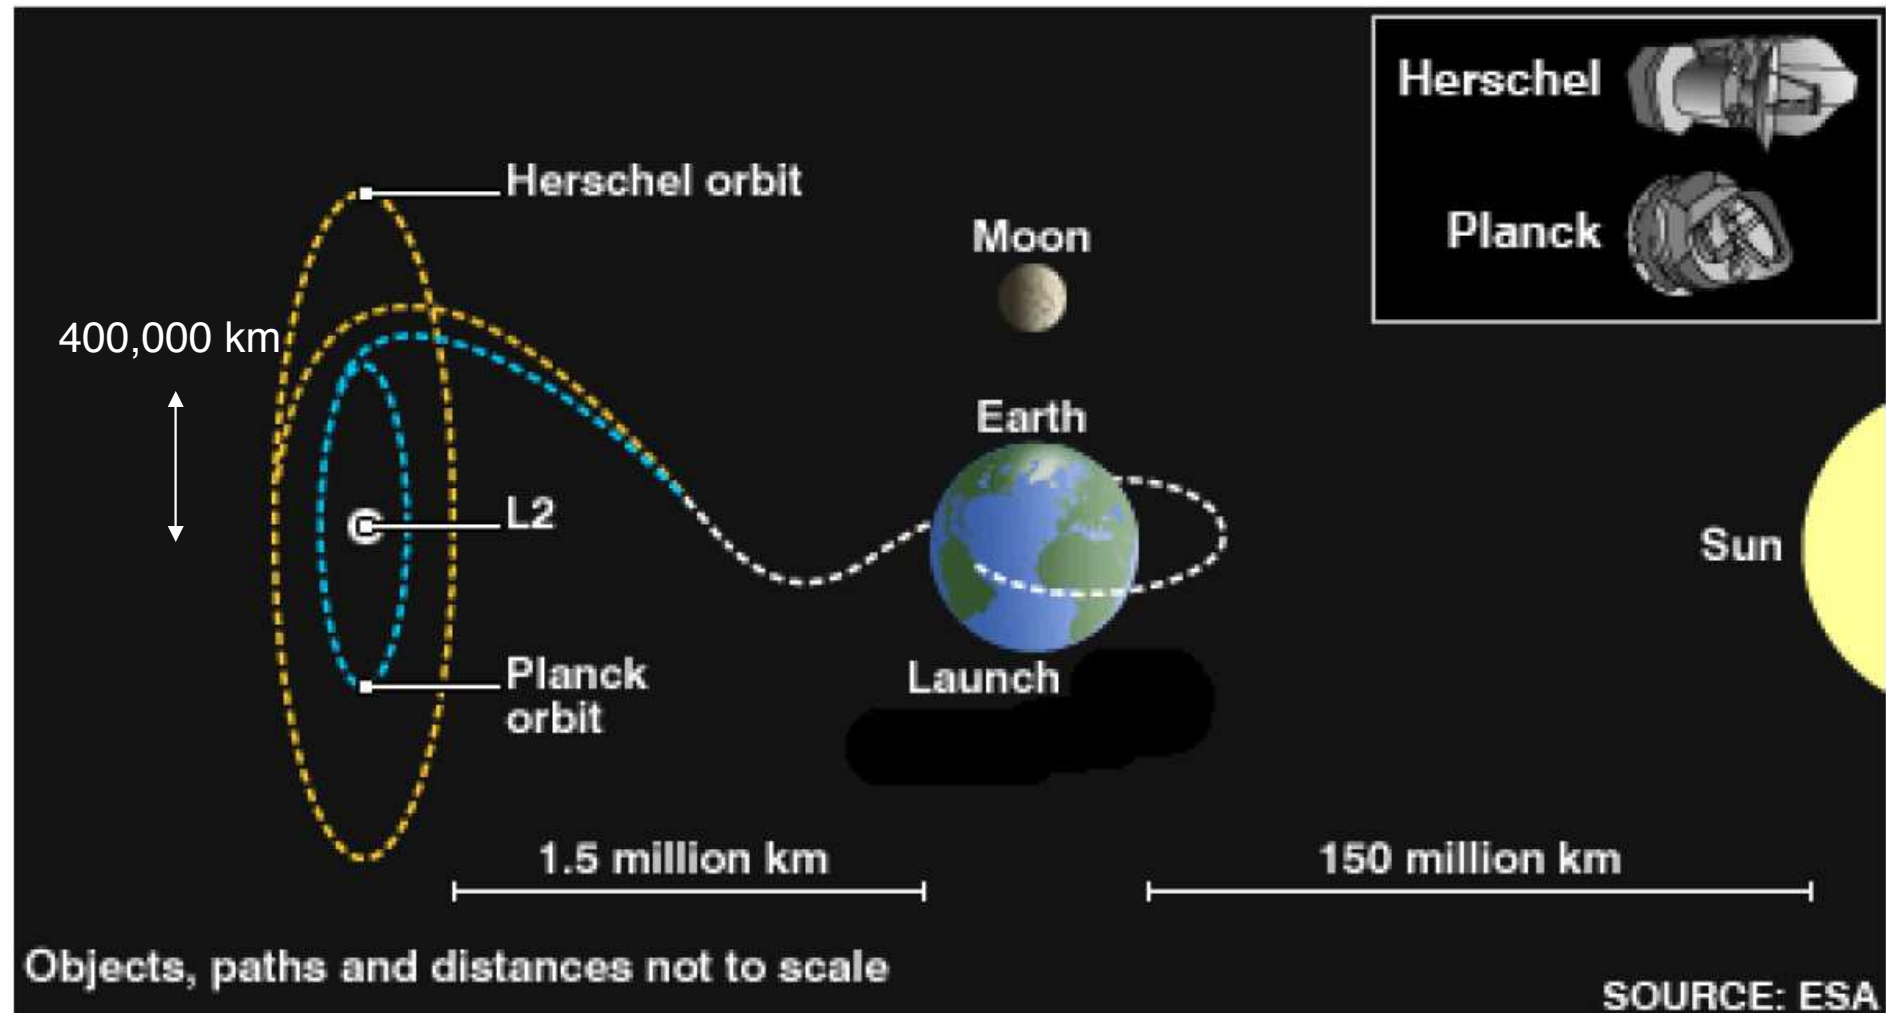 Herschel
Planck
Herschel orbit
Moon
400,000 km
Earth
L2
Sun
Planck
orbit
Launch
1.5 million km
150 million km
Objects, paths and distances not to scale
SOURCE: ESA